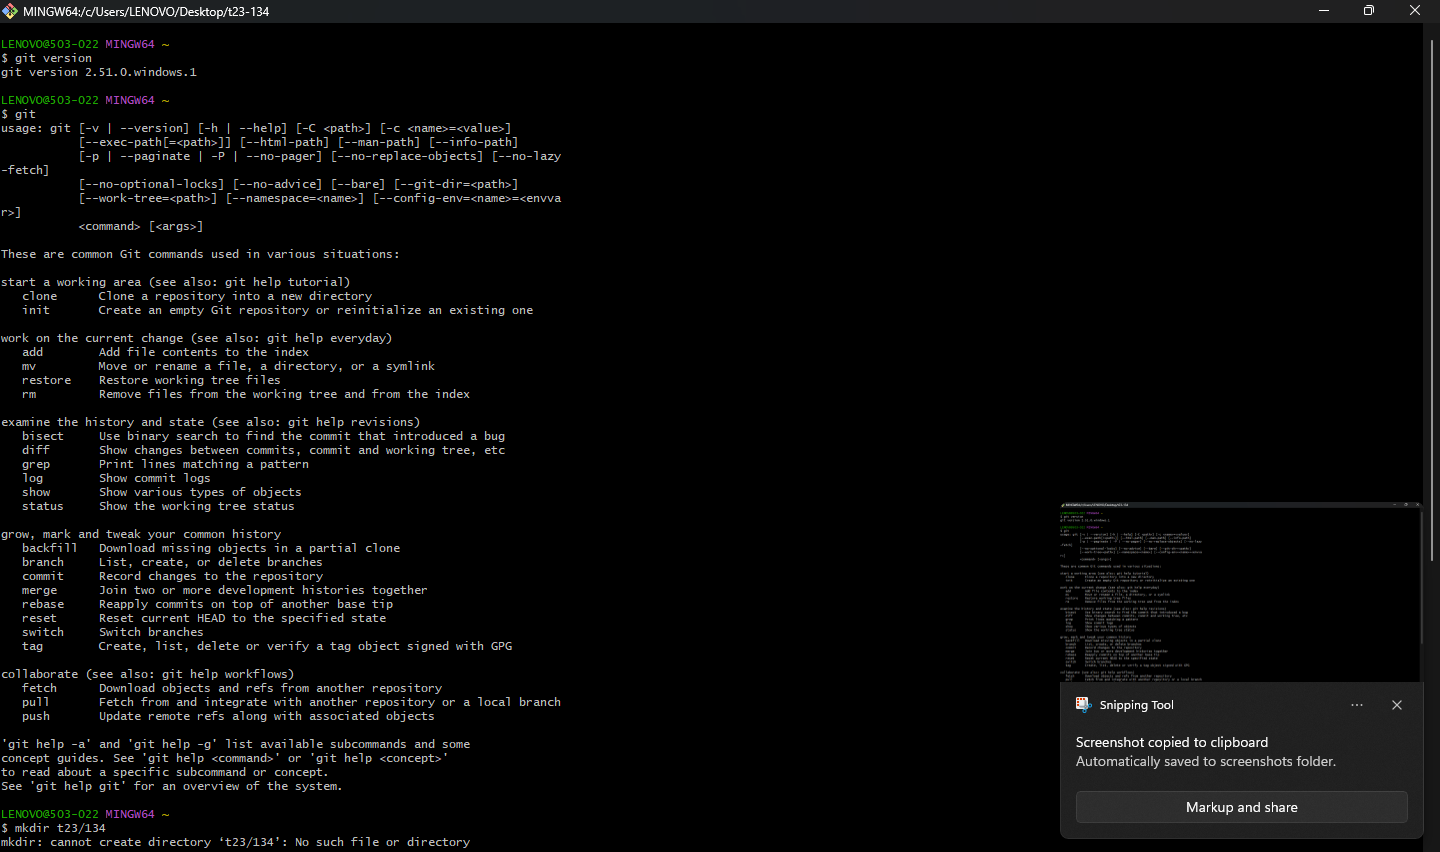 MINGW64:/c/Users/LENOVO/Desktop/t23-134
LENOVO@503-022 MINGW64 ~
$ git version
git version 2.51.0.windows.1
LENOVO@503-022 MINGW64 ~
$ git
usage: git [-v | --version] [-h | --help] [-C <path>] [-c <name>=<value>]
           [--exec-path[=<path>]] [--html-path] [--man-path] [--info-path]
           [-p | --paginate | -P | --no-pager] [--no-replace-objects] [--no-lazy
-fetch]
           [--no-optional-locks] [--no-advice] [--bare] [--git-dir=<path>]
           [--work-tree=<path>] [--namespace=<name>] [--config-env=<name>=<envva
r>]
           <command> [<args>]
These are common Git commands used in various situations:
start a working area (see also: git help tutorial)
   clone      Clone a repository into a new directory
   init       Create an empty Git repository or reinitialize an existing one
work on the current change (see also: git help everyday)
   add        Add file contents to the index
   mv         Move or rename a file, a directory, or a symlink
   restore    Restore working tree files
   rm         Remove files from the working tree and from the index
examine the history and state (see also: git help revisions)
   bisect     Use binary search to find the commit that introduced a bug
   diff       Show changes between commits, commit and working tree, etc
   grep       Print lines matching a pattern
   log        Show commit logs
   show       Show various types of objects
   status     Show the working tree status
grow, mark and tweak your common history
   backfill   Download missing objects in a partial clone
   branch     List, create, or delete branches
   commit     Record changes to the repository
   merge      Join two or more development histories together
   rebase     Reapply commits on top of another base tip
   reset      Reset current HEAD to the specified state
   switch     Switch branches
   tag        Create, list, delete or verify a tag object signed with GPG
collaborate (see also: git help workflows)
   fetch      Download objects and refs from another repository
   pull       Fetch from and integrate with another repository or a local branch
   push       Update remote refs along with associated objects
'git help -a' and 'git help -g' list available subcommands and some
concept guides. See 'git help <command>' or 'git help <concept>'
to read about a specific subcommand or concept.
See 'git help git' for an overview of the system.
LENOVO@503-022 MINGW64 ~
$ mkdir t23/134
mkdir: cannot create directory ‘t23/134’: No such file or directory
Snipping Tool
Screenshot copied to clipboard
Automatically saved to screenshots folder.
Markup and share